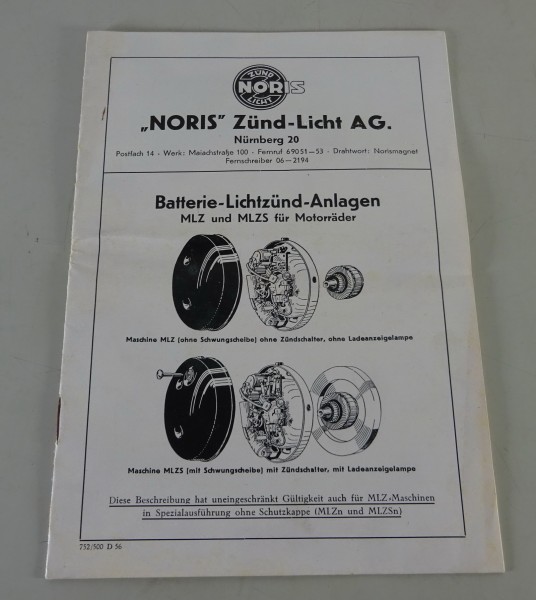 ZÜND
NORIS
LICHT
„NORIS" Zünd-Licht AG.
Nürnberg 20
Postfach 14 - Werk: Maiachstraße 100 - Fernruf 69051—53 - Drahtwort: Norismagnet
Fernschreiber 06—2194
Batterie-Lichtzünd-Anlagen
MLZ und MLZS für Motorräder
Maschine MLZ (ohne Schwungscheibe) ohne Zündschalter, ohne Ladeanzeigelampe
Maschine MLZS (mit Schwungscheibe) mit Zündschalter, mit Ladeanzeigelampe
Diese Beschreibung hat uneingeschränkt Gültigkeit auch für MLZ-Maschinen
in Spezialausführung ohne Schutzkappe (MLZn und MLZSn)
752/500 D 56